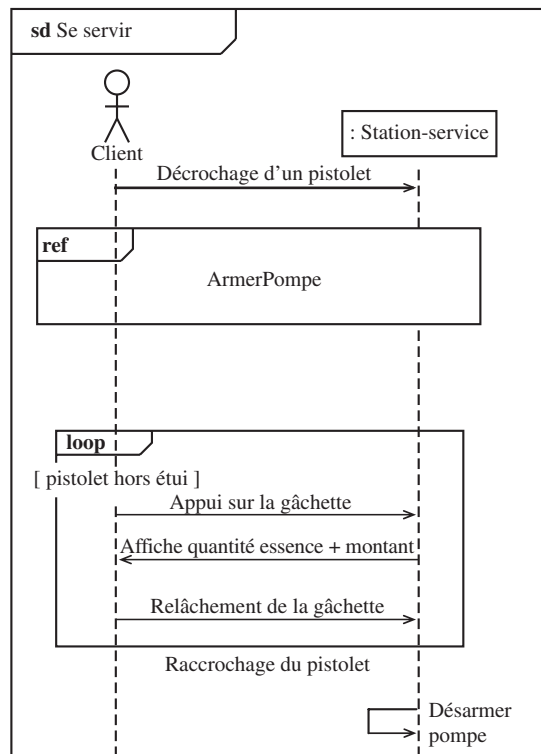 sd Se servir
Client
: Station-service
Décrochage d'un pistolet
ref
ArmerPompe
loop
[ pistolet hors étui ]
Appui sur la gâchette
Affiche quantité essence + montant
Relâchement de la gâchette
Raccrochage du pistolet
Désarmer
pompe